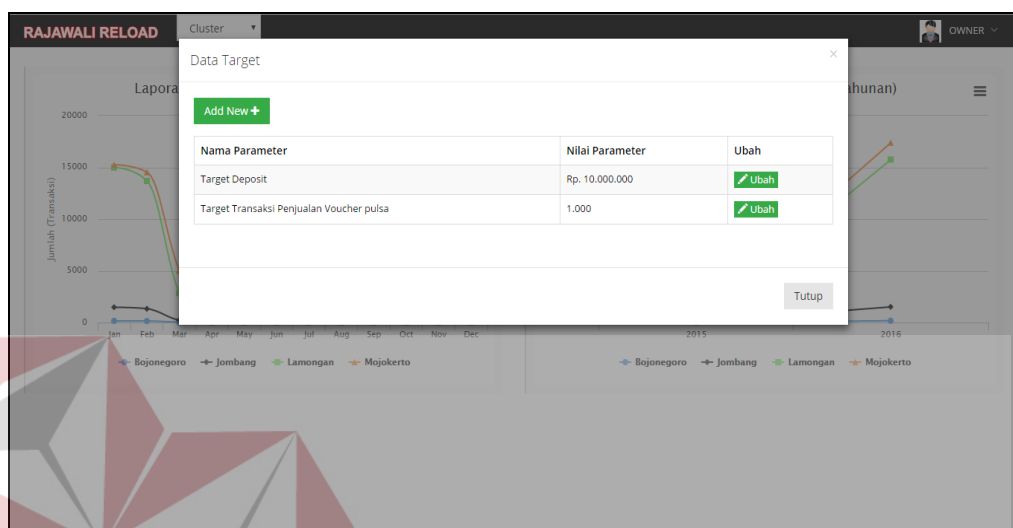 RAJAWALI RELOAD Cluster OWNER
Data Target ×
Lapora ahunan)
Add New
20000
Nama Parameter Nilai Parameter Ubah
15000
Target Deposit Rp. 10.000.000 Ubah
Target Transaksi Penjualan Voucher pulsa 1.000 Ubah
10000
Jumlah (Transaksi)
5000
Tutup
0
Jan Feb Mar Apr May Jun Jul Aug Sep Oct Nov Dec 2015 2016
Bojonegoro Jombang Lamongan Mojokerto Bojonegoro Jombang Lamongan Mojokerto